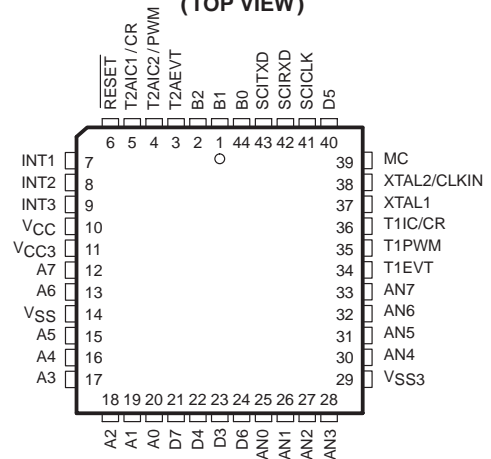 (TOP VIEW)
RESET
T2AIC1/CR
T2AIC2/PWM
T2AEVT
B2
B1
B0
SCITXD
SCIRXD
SCICLK
D5
6 5 4 3 2 1 44 43 42 41 40
INT1 7
INT2 8
INT3 9
VCC 10
VCC3 11
A7 12
A6 13
VSS 14
A5 15
A4 16
A3 17
39 MC
38 XTAL2/CLKIN
37 XTAL1
36 T1IC/CR
35 T1PWM
34 T1EVT
33 AN7
32 AN6
31 AN5
30 AN4
29 VSS3
18 19 20 21 22 23 24 25 26 27 28
A2
A1
A0
D7
D4
D3
D6
AN0
AN1
AN2
AN3